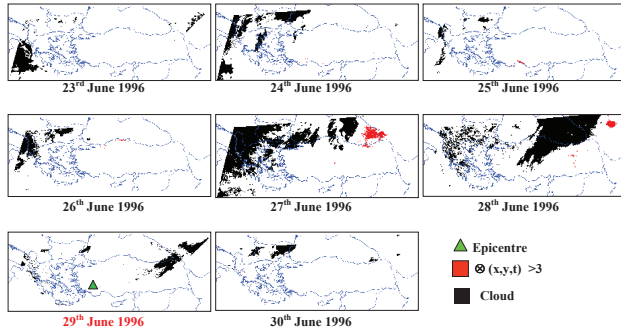 23rd June 1996
24th June 1996
25th June 1996
26th June 1996
27th June 1996
28th June 1996
29th June 1996
30th June 1996
Epicentre
⊗ (x,y,t) >3
Cloud